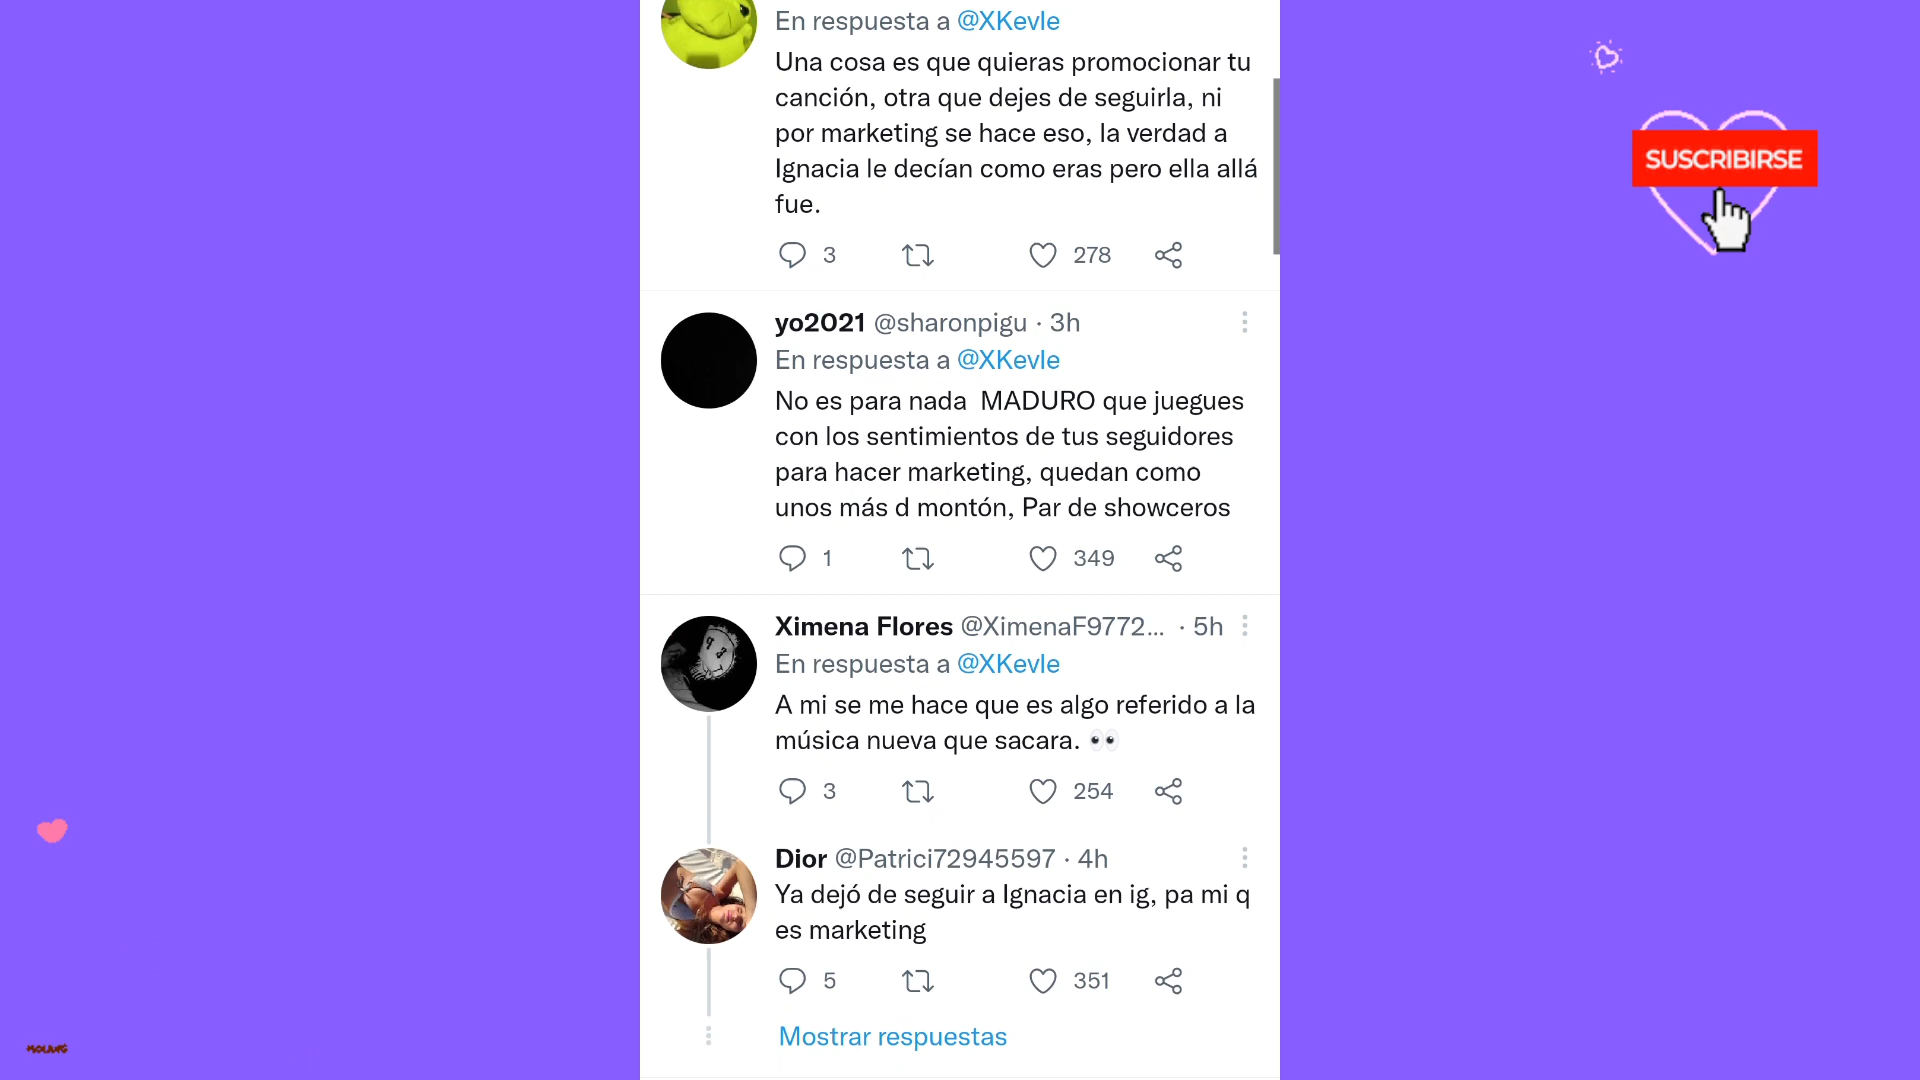 En respuesta a @XKevle
Una cosa es que quieras promocionar tu
canción, otra que dejes de seguirla, ni
por marketing se hace eso, la verdad a
Ignacia le decían como eras pero ella allá
fue.
3 278
SUSCRIBIRSE
yo2021 @sharonpigu · 3h
En respuesta a @XKevle
No es para nada  MADURO que juegues
con los sentimientos de tus seguidores
para hacer marketing, quedan como
unos más d montón, Par de showceros
1 349
Ximena Flores @XimenaF9772... · 5h
En respuesta a @XKevle
A mi se me hace que es algo referido a la
música nueva que sacara. 👀
3 254
Dior @Patrici72945597 · 4h
Ya dejó de seguir a Ignacia en ig, pa mi q
es marketing
5 351
Mostrar respuestas
MOLANG